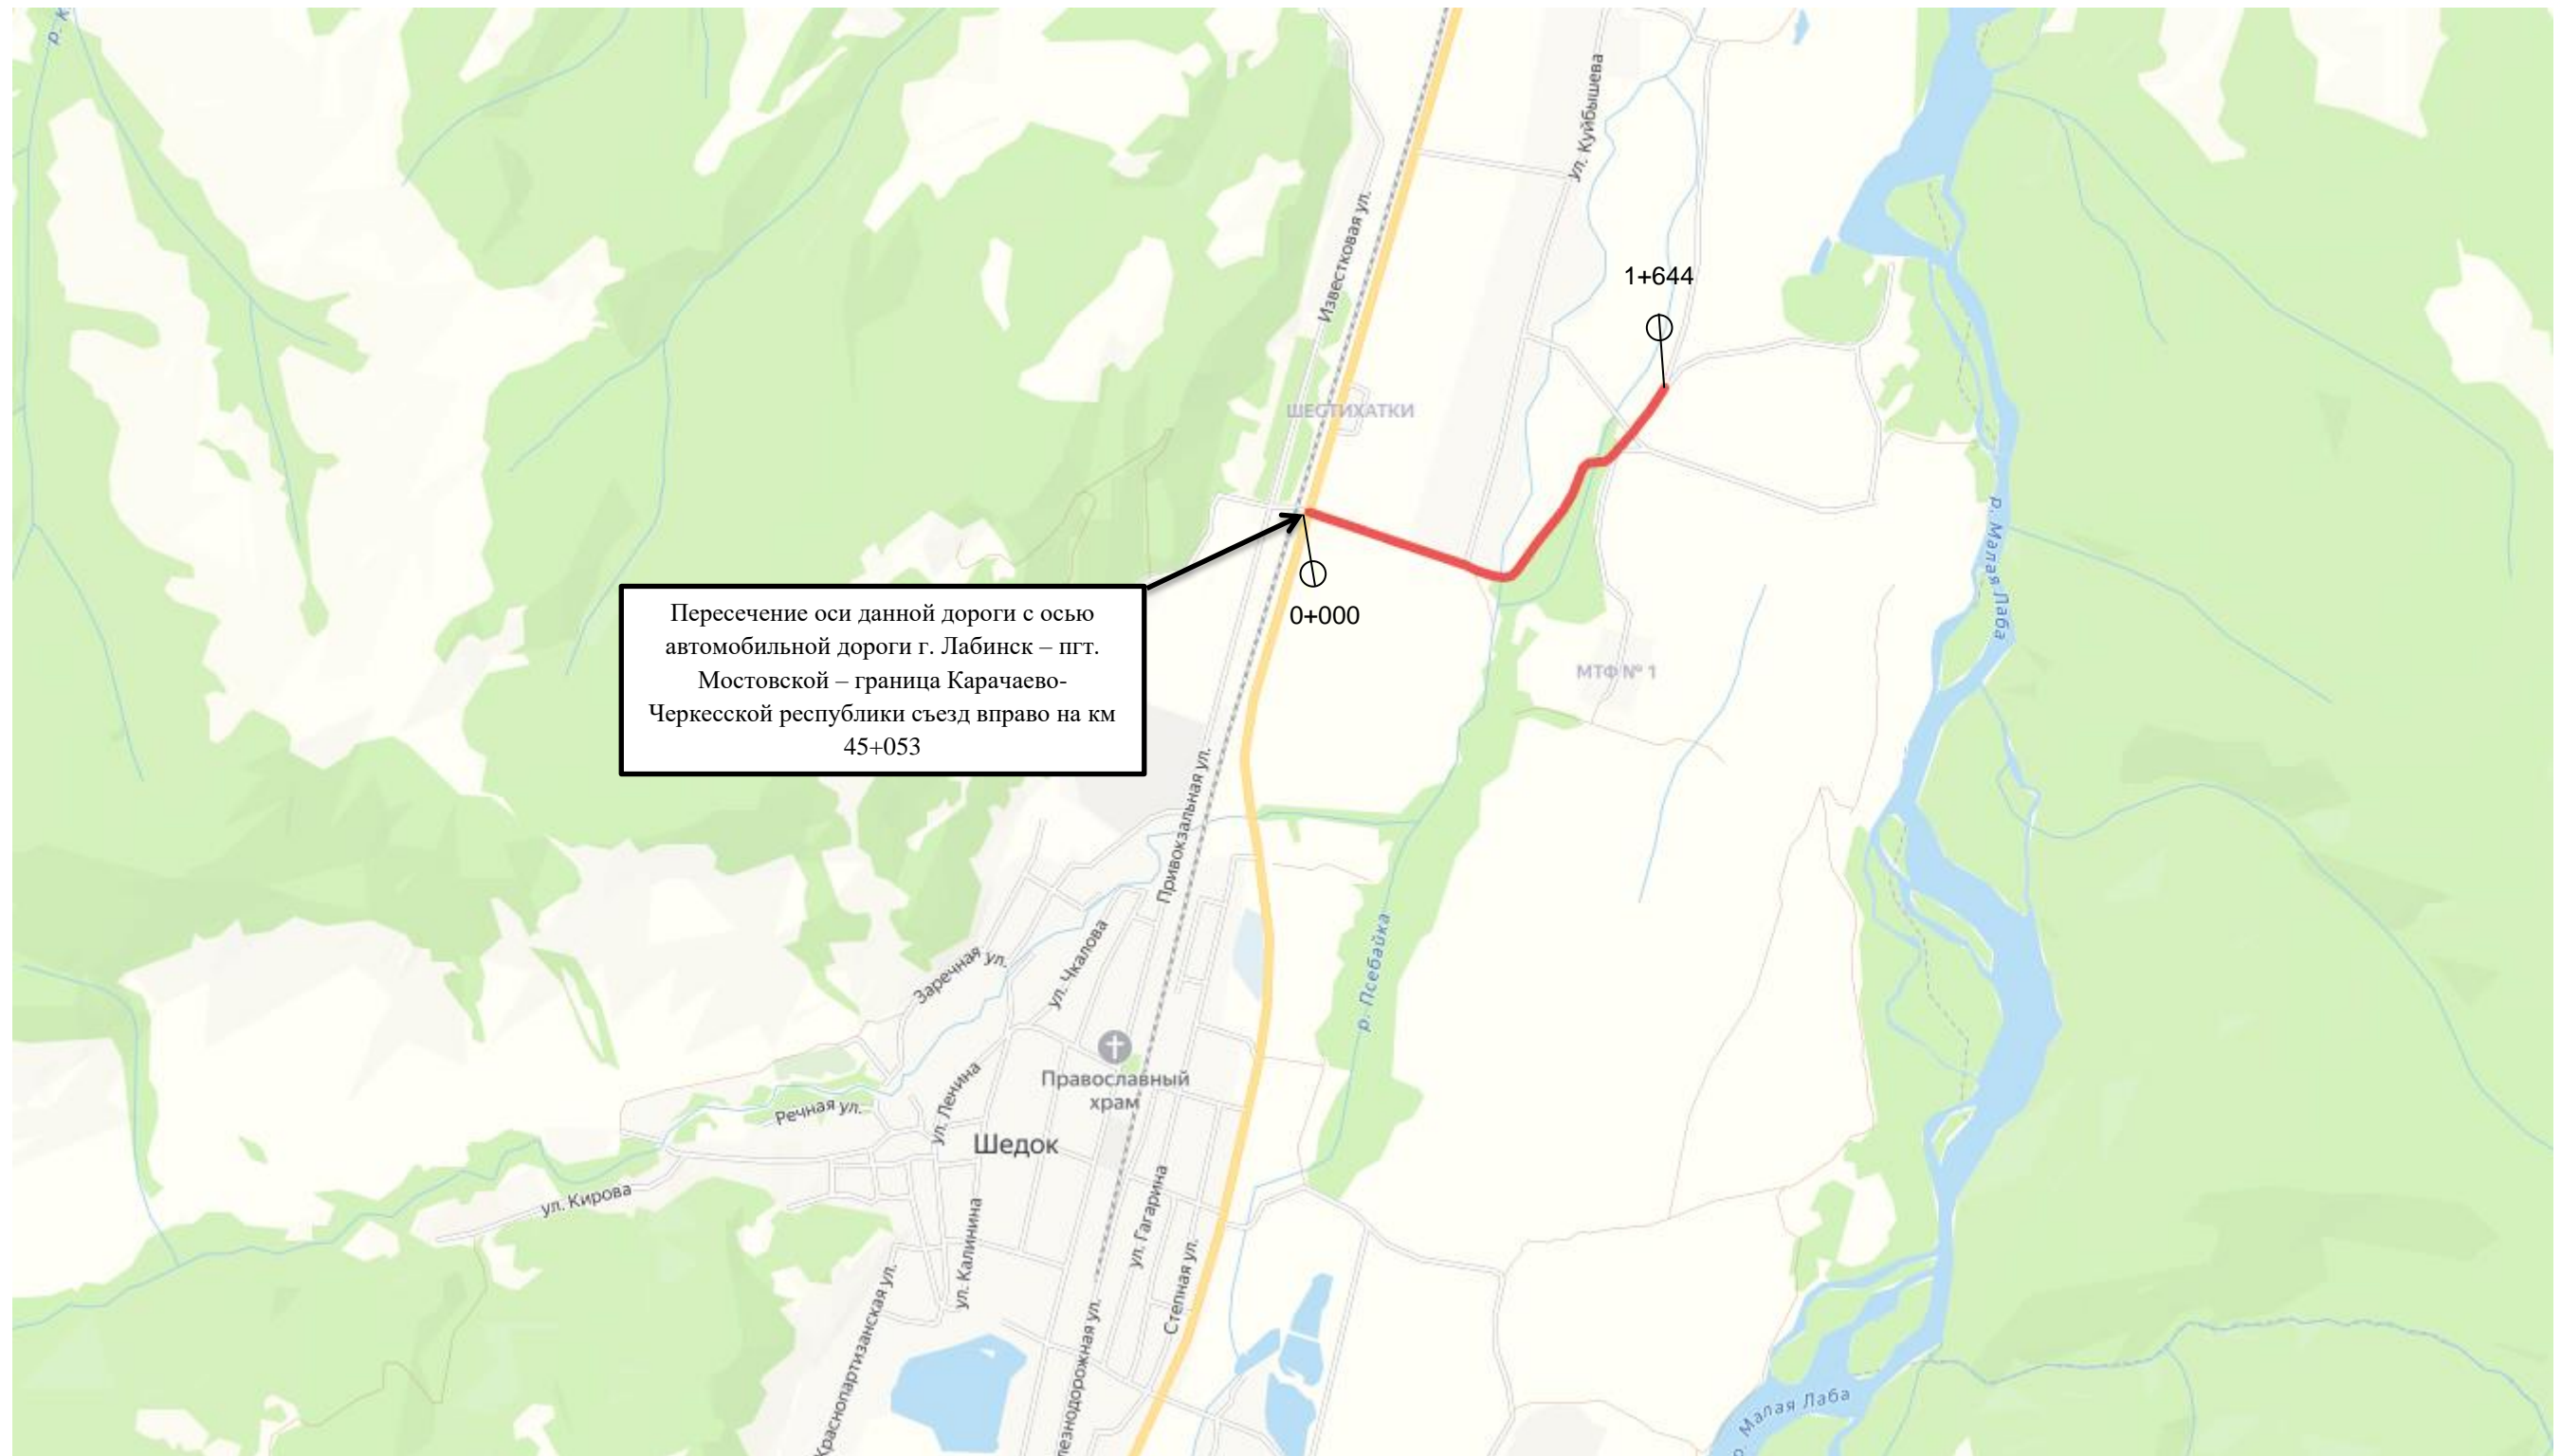 р. К
ул. Куйбышева
Известковая ул.
1+644
ШЕСТИХАТКИ
р. Малая Лаба
0+000
Пересечение оси данной дороги с осью
автомобильной дороги г. Лабинск – пгт.
Мостовской – граница Карачаево-
Черкесской республики съезд вправо на км
45+053
МТФ № 1
Привокзальная ул.
ул. Чкалова
Заречная ул.
р. Псебайка
Православный
храм
ул. Ленина
Речная ул.
Шедок
ул. Кирова
ул. Гагарина
ул. Калинина
Степная ул.
Краснопартизанская ул.
лезнодорожная ул.
р. Малая Лаба